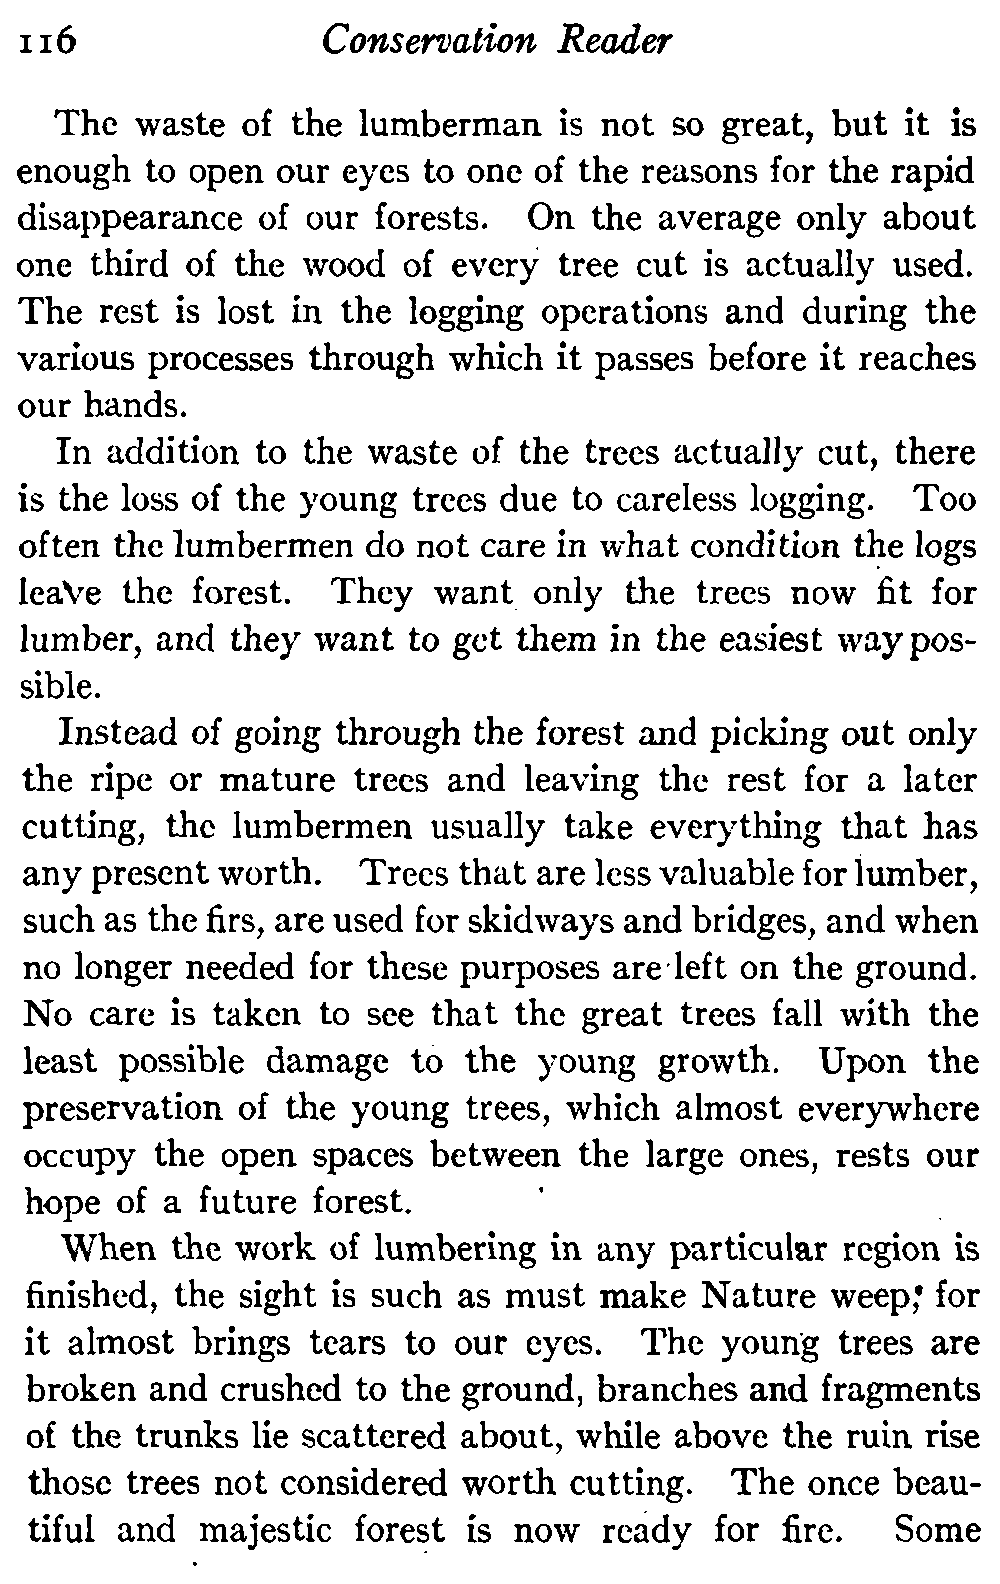 116 Conservation Reader
The waste of the lumberman is not so great, but it is
enough to open our eyes to one of the reasons for the rapid
disappearance of our forests. On the average only about
one third of the wood of every tree cut is actually used.
The rest is lost in the logging operations and during the
various processes through which it passes before it reaches
our hands.
In addition to the waste of the trees actually cut, there
is the loss of the young trees due to careless logging. Too
often the lumbermen do not care in what condition the logs
leave the forest. They want only the trees now fit for
lumber, and they want to get them in the easiest way pos-
sible.
Instead of going through the forest and picking out only
the ripe or mature trees and leaving the rest for a later
cutting, the lumbermen usually take everything that has
any present worth. Trees that are less valuable for lumber,
such as the firs, are used for skidways and bridges, and when
no longer needed for these purposes are left on the ground.
No care is taken to see that the great trees fall with the
least possible damage to the young growth. Upon the
preservation of the young trees, which almost everywhere
occupy the open spaces between the large ones, rests our
hope of a future forest.
When the work of lumbering in any particular region is
finished, the sight is such as must make Nature weep, for
it almost brings tears to our eyes. The young trees are
broken and crushed to the ground, branches and fragments
of the trunks lie scattered about, while above the ruin rise
those trees not considered worth cutting. The once beau-
tiful and majestic forest is now ready for fire. Some